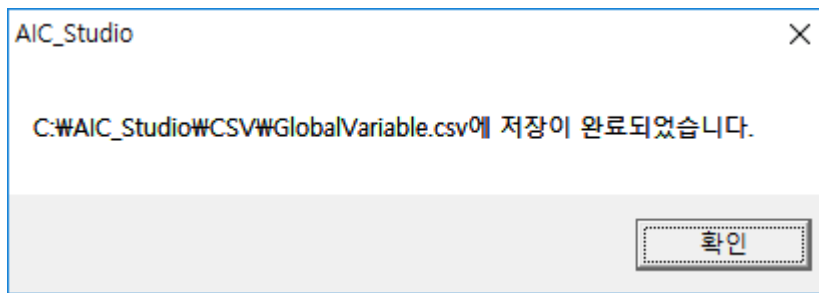 AIC_Studio
C:₩AIC_Studio₩CSV₩GlobalVariable.csv에 저장이 완료되었습니다.
확인